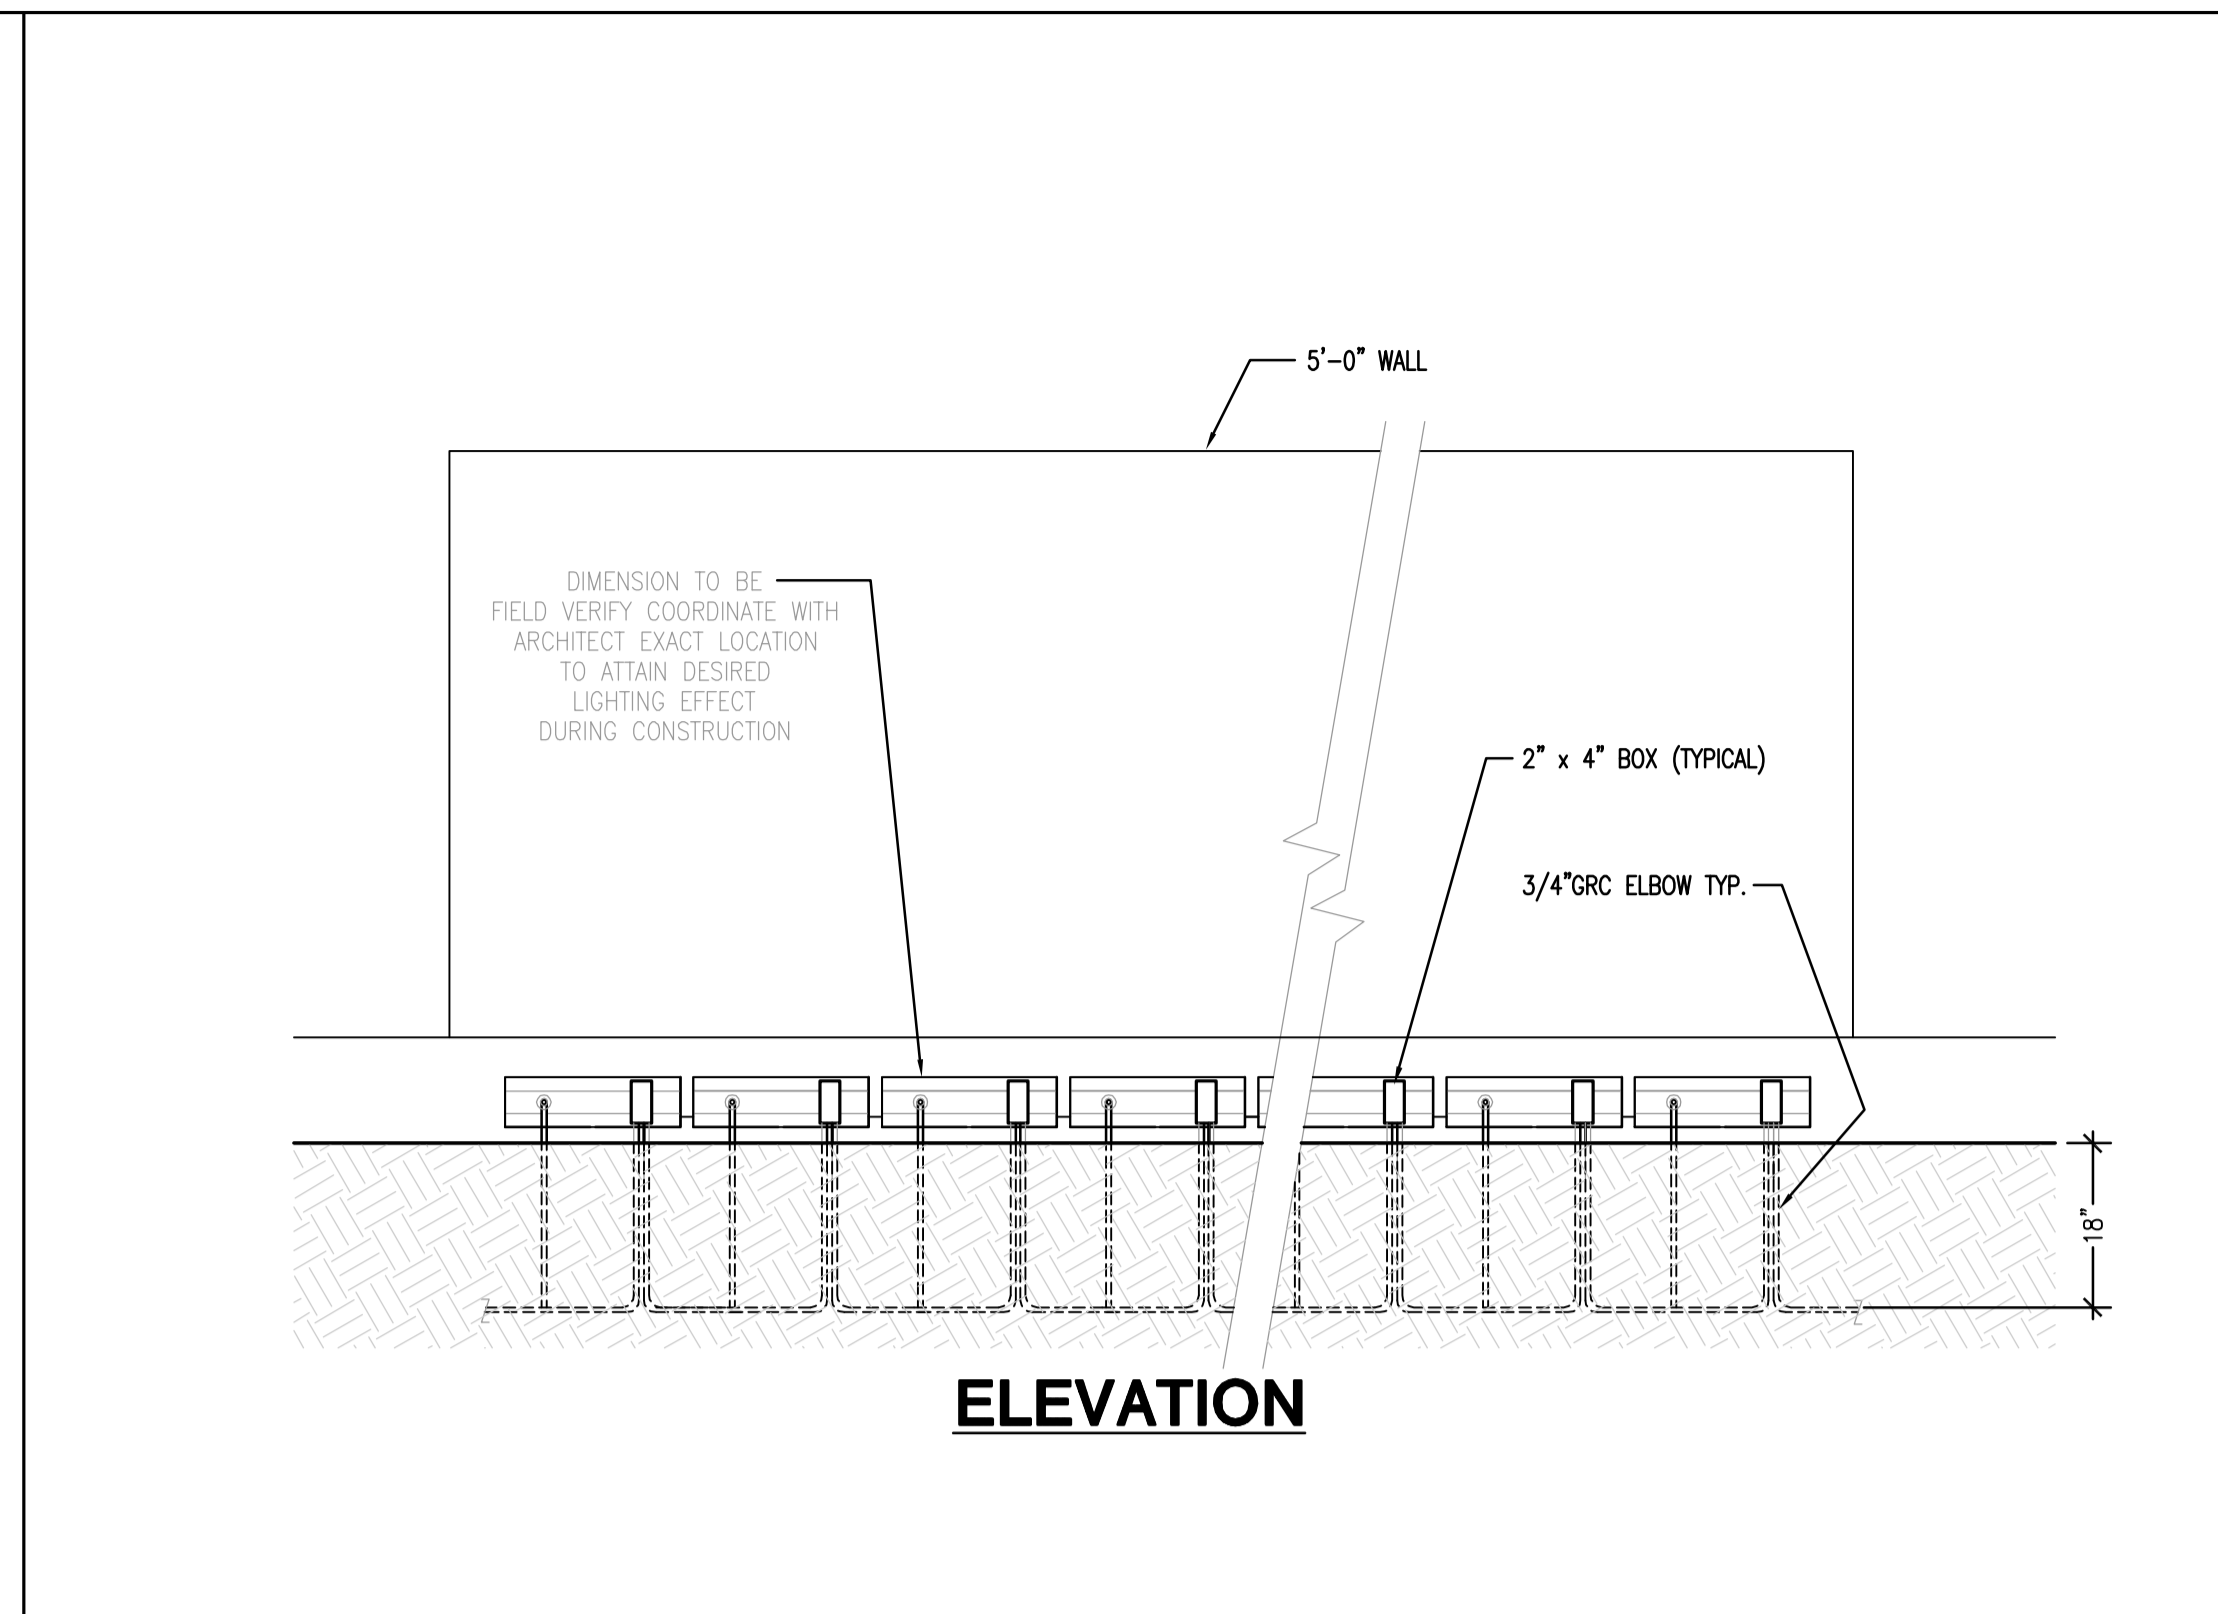 5'-0" WALL
DIMENSION TO BE
FIELD VERIFY COORDINATE WITH
ARCHITECT EXACT LOCATION
TO ATTAIN DESIRED
LIGHTING EFFECT
DURING CONSTRUCTION
2" x 4" BOX (TYPICAL)
3/4"GRC ELBOW TYP.
18"
ELEVATION